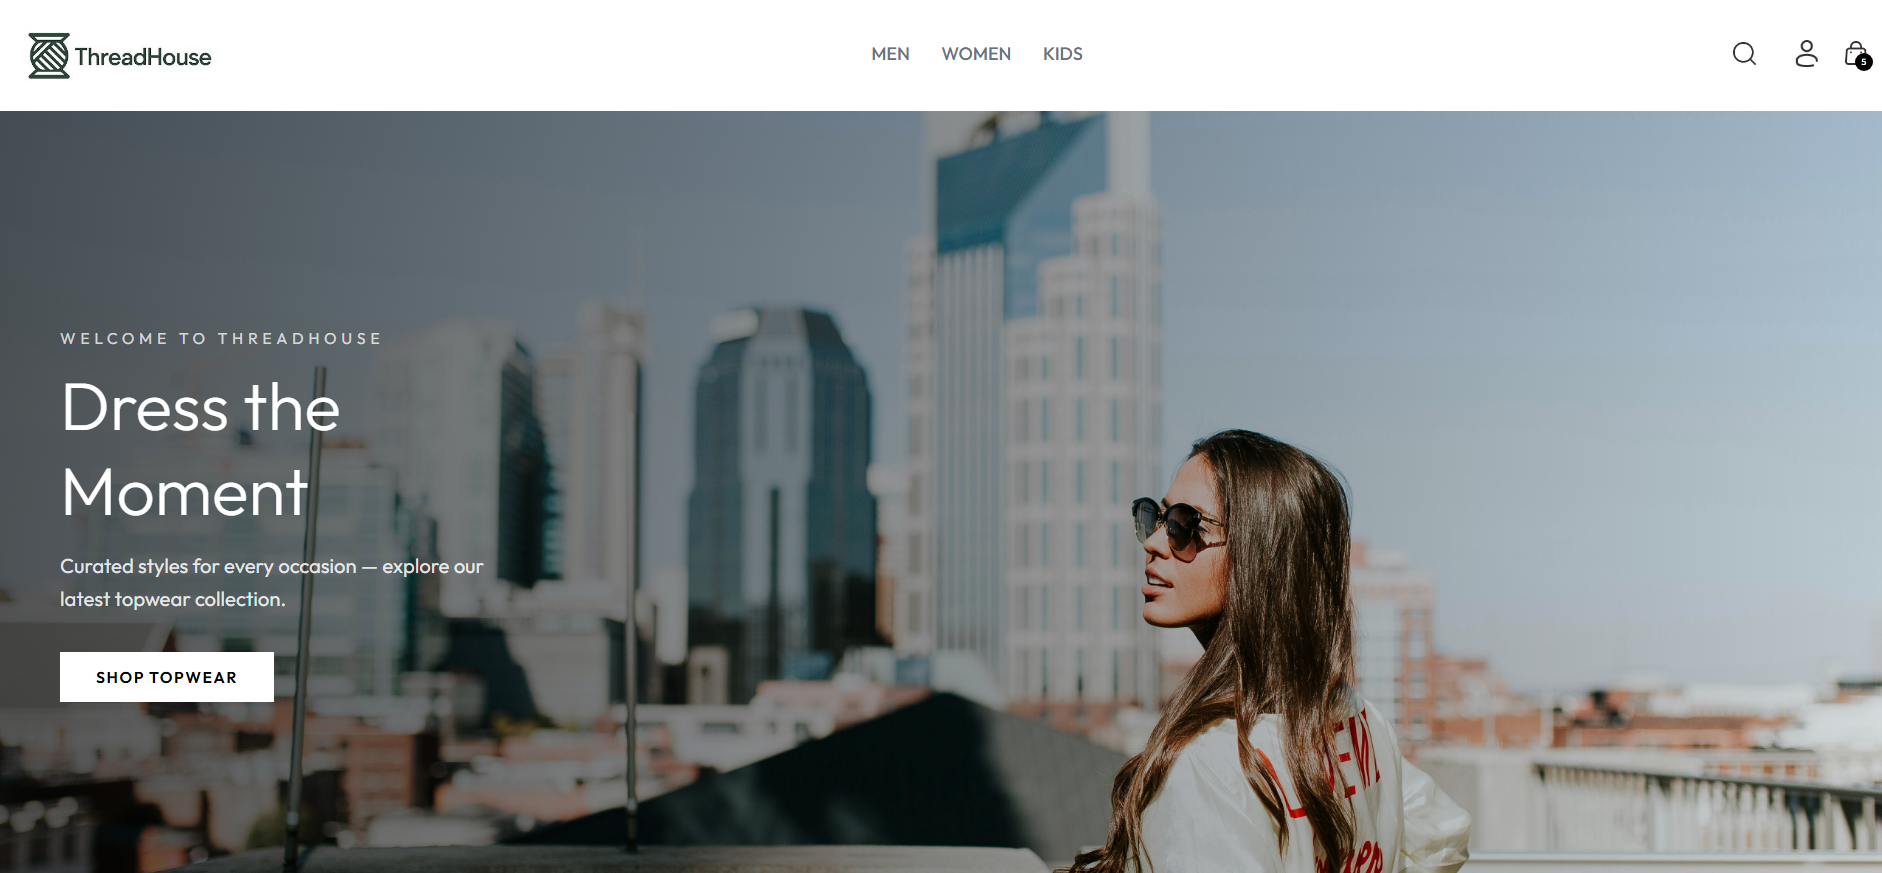 ThreadHouse
MEN WOMEN KIDS
5
WELCOME TO THREADHOUSE
Dress the
Moment
Curated styles for every occasion — explore our
latest topwear collection.
SHOP TOPWEAR